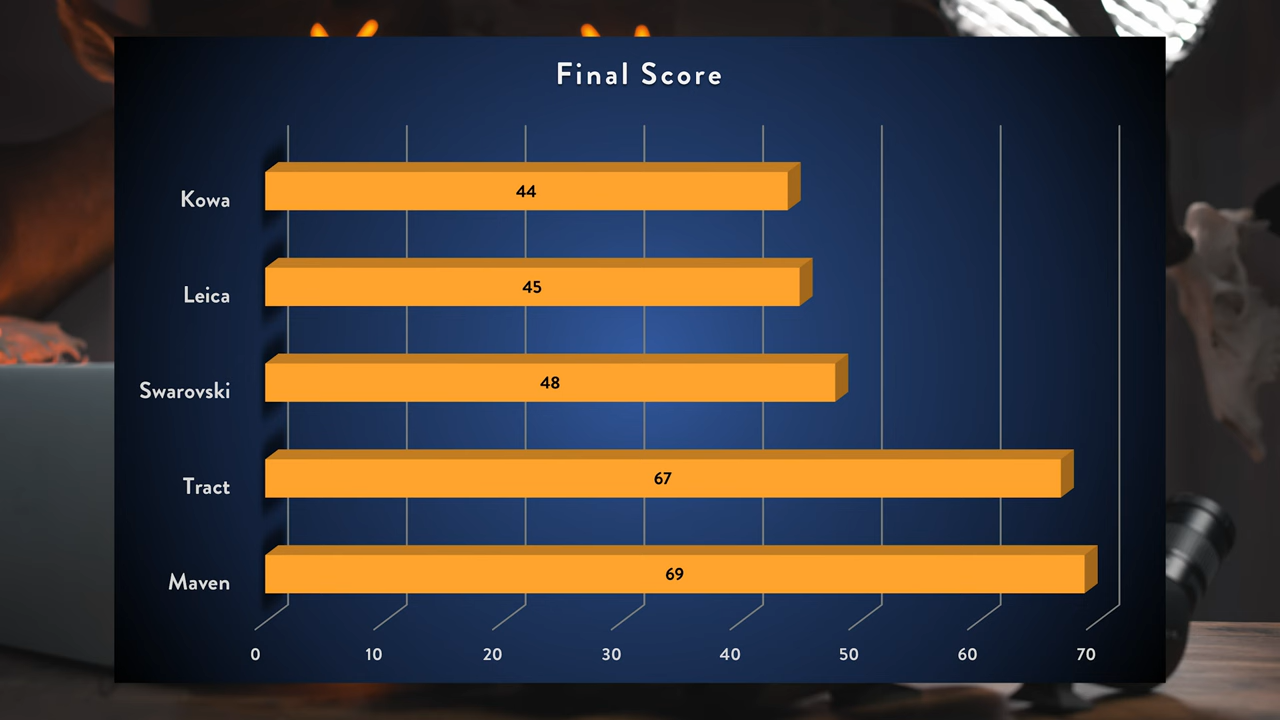 Final Score
Kowa 44
Leica 45
Swarovski 48
Tract 67
Maven 69
0 10 20 30 40 50 60 70